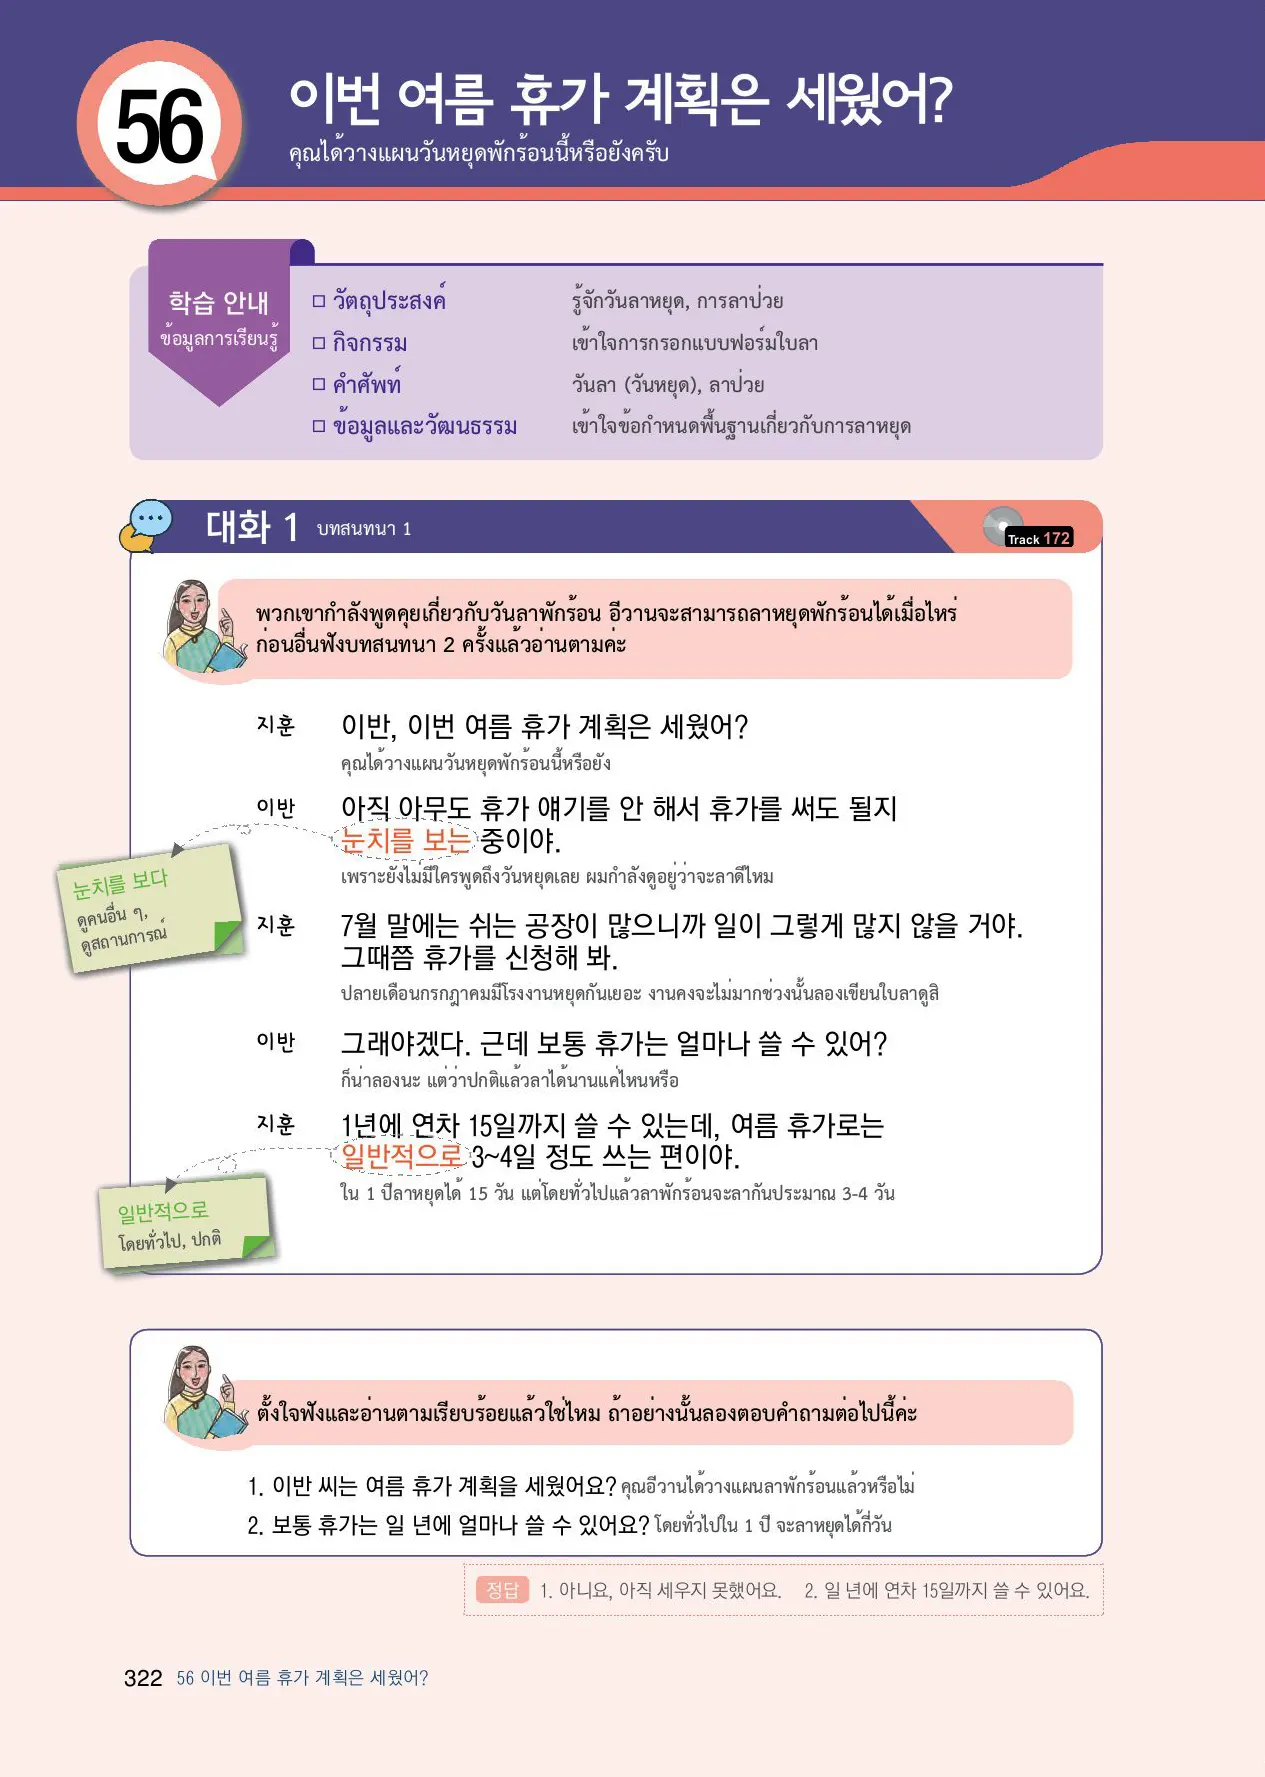 56
이번 여름 휴가 계획은 세웠어?
คุณได้วางแผนวันหยุดพักร้อนนี้หรือยังครับ
학습 안내
ข้อมูลการเรียนรู้
□ วัตถุประสงค์ รู้จักวันลาหยุด, การลาป่วย
□ กิจกรรม เข้าใจการกรอกแบบฟอร์มใบลา
□ คำศัพท์ วันลา (วันหยุด), ลาป่วย
□ ข้อมูลและวัฒนธรรม เข้าใจข้อกำหนดพื้นฐานเกี่ยวกับการลาหยุด
대화 1 บทสนทนา 1
Track 172
พวกเขากำลังพูดคุยเกี่ยวกับวันลาพักร้อน อีวานจะสามารถลาหยุดพักร้อนได้เมื่อไหร่
ก่อนอื่นฟังบทสนทนา 2 ครั้งแล้วอ่านตามค่ะ
지훈 이반, 이번 여름 휴가 계획은 세웠어?
คุณได้วางแผนวันหยุดพักร้อนนี้หรือยัง
이반 아직 아무도 휴가 얘기를 안 해서 휴가를 써도 될지
눈치를 보는 중이야.
เพราะยังไม่มีใครพูดถึงวันหยุดเลย ผมกำลังดูอยู่ว่าจะลาดีไหม
눈치를 보다
ดูคนอื่น ๆ,
ดูสถานการณ์
지훈 7월 말에는 쉬는 공장이 많으니까 일이 그렇게 많지 않을 거야.
그때쯤 휴가를 신청해 봐.
ปลายเดือนกรกฎาคมมีโรงงานหยุดกันเยอะ งานคงจะไม่มากช่วงนั้นลองเขียนใบลาดูสิ
이반 그래야겠다. 근데 보통 휴가는 얼마나 쓸 수 있어?
ก็น่าลองนะ แต่ว่าปกติแล้วลาได้นานแค่ไหนหรือ
지훈 1년에 연차 15일까지 쓸 수 있는데, 여름 휴가로는
일반적으로 3~4일 정도 쓰는 편이야.
ใน 1 ปีลาหยุดได้ 15 วัน แต่โดยทั่วไปแล้วลาพักร้อนจะลากันประมาณ 3-4 วัน
일반적으로
โดยทั่วไป, ปกติ
ตั้งใจฟังและอ่านตามเรียบร้อยแล้วใช่ไหม ถ้าอย่างนั้นลองตอบคำถามต่อไปนี้ค่ะ
1. 이반 씨는 여름 휴가 계획을 세웠어요? คุณอีวานได้วางแผนลาพักร้อนแล้วหรือไม่
2. 보통 휴가는 일 년에 얼마나 쓸 수 있어요? โดยทั่วไปใน 1 ปี จะลาหยุดได้กี่วัน
정답 1. 아니요, 아직 세우지 못했어요. 2. 일 년에 연차 15일까지 쓸 수 있어요.
322 56 이번 여름 휴가 계획은 세웠어?